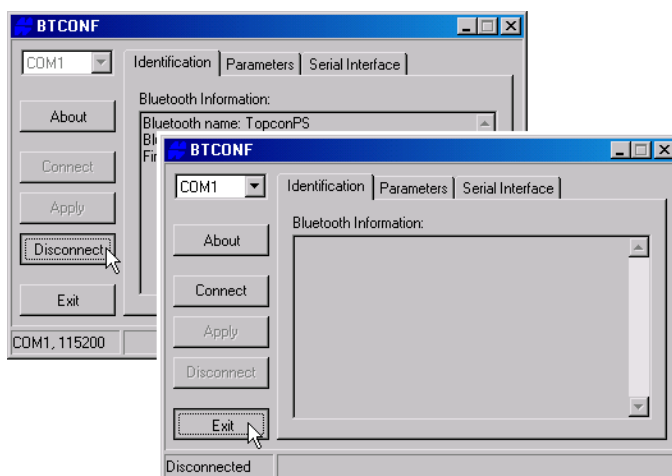 BTCONF
COM1
Identification Parameters Serial Interface
About
Bluetooth Information:
Bluetooth name: TopconPS
Connect
Apply
Disconnect
Exit
COM1, 115200
BTCONF
COM1
Identification Parameters Serial Interface
About
Bluetooth Information:
Connect
Apply
Disconnect
Exit
Disconnected